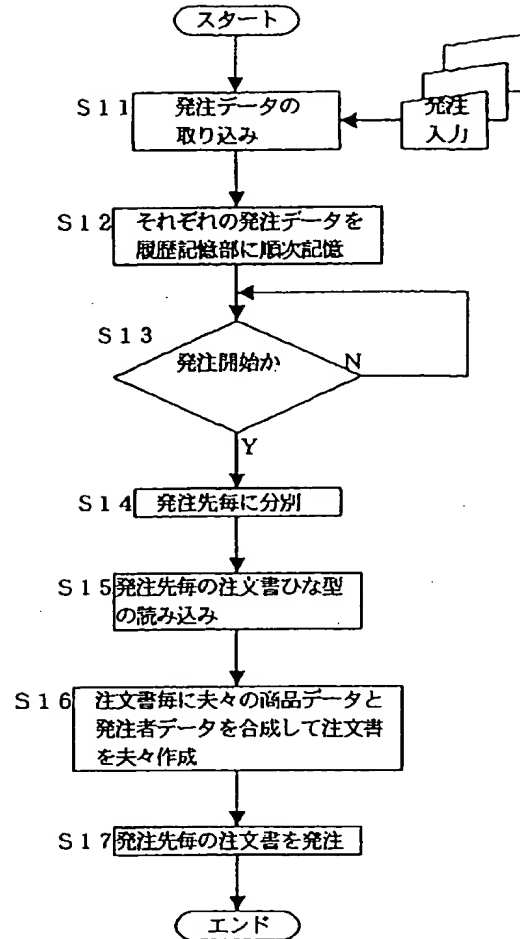 スタート
S11
発注データの
取り込み
発注
入力
S12
それぞれの発注データを
履歴記憶部に順次記憶
S13
発注開始か
N
Y
S14
発注先毎に分別
S15
発注先毎の注文書ひな型
の読み込み
S16
注文書毎に夫々の商品データと
発注者データを合成して注文書
を夫々作成
S17
発注先毎の注文書を発注
エンド